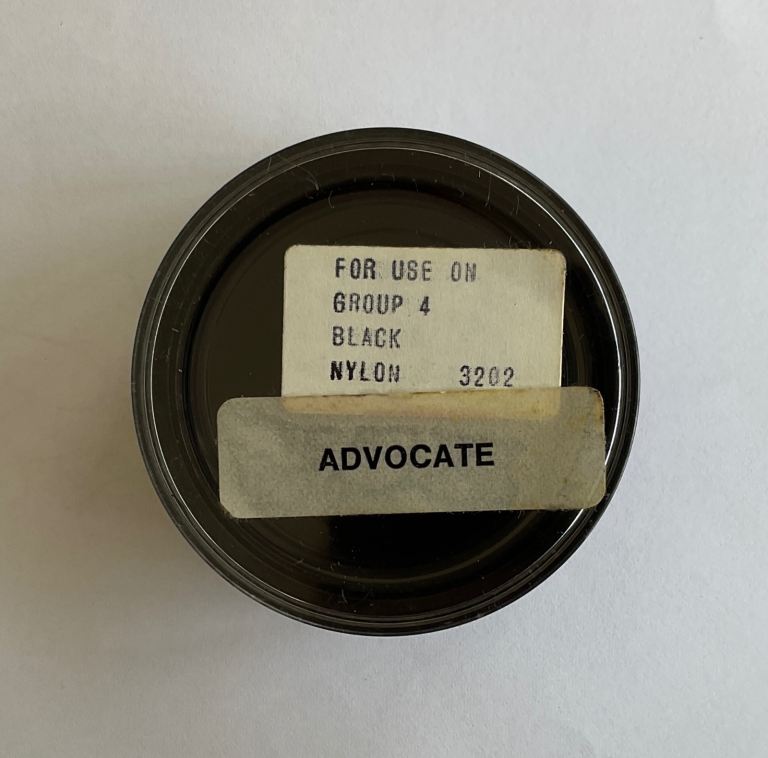 FOR USE ON
GROUP 4
BLACK
NYLON 3202
ADVOCATE